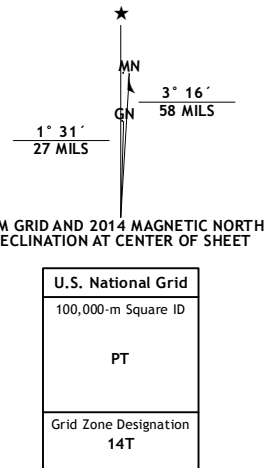 ★
MN
3° 16´
58 MILS
GN
1° 31´
27 MILS
M GRID AND 2014 MAGNETIC NORTH
ECLINATION AT CENTER OF SHEET
U.S. National Grid
100,000-m Square ID
PT
Grid Zone Designation
14T